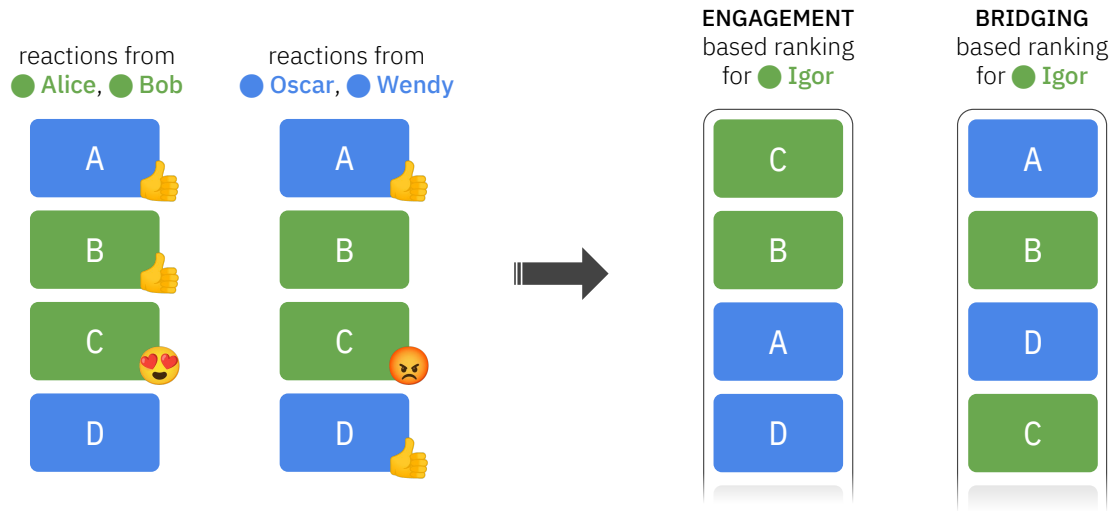 reactions from
Alice, Bob
A
B
C
D
reactions from
Oscar, Wendy
A
B
C
D
ENGAGEMENT
based ranking
for Igor
C
B
A
D
BRIDGING
based ranking
for Igor
A
B
D
C